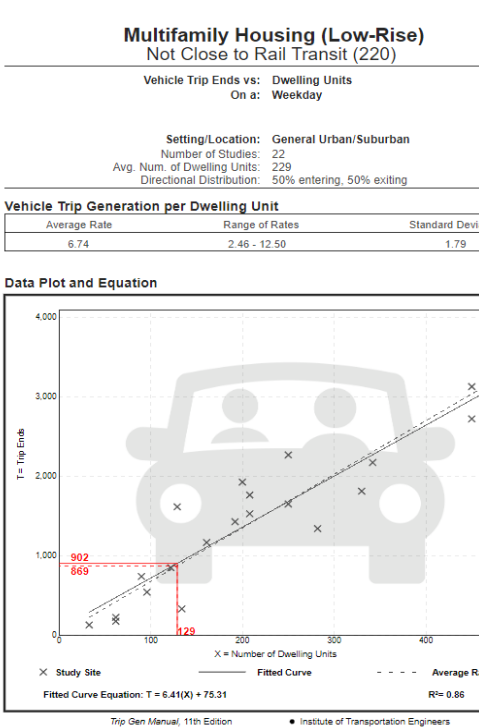 Multifamily Housing (Low-Rise)
Not Close to Rail Transit (220)
Vehicle Trip Ends vs: Dwelling Units
On a: Weekday
Setting/Location: General Urban/Suburban
Number of Studies: 22
Avg. Num. of Dwelling Units: 229
Directional Distribution: 50% entering, 50% exiting
Vehicle Trip Generation per Dwelling Unit
Average Rate Range of Rates Standard Devi
6.74 2.46 - 12.50 1.79
Data Plot and Equation
4,000
3,000
2,000
1,000
0
T = Trip Ends
902
869
129
0 100 200 300 400
X = Number of Dwelling Units
Study Site Fitted Curve Average R
Fitted Curve Equation: T = 6.41(X) + 75.31 R²= 0.86
Trip Gen Manual, 11th Edition ● Institute of Transportation Engineers